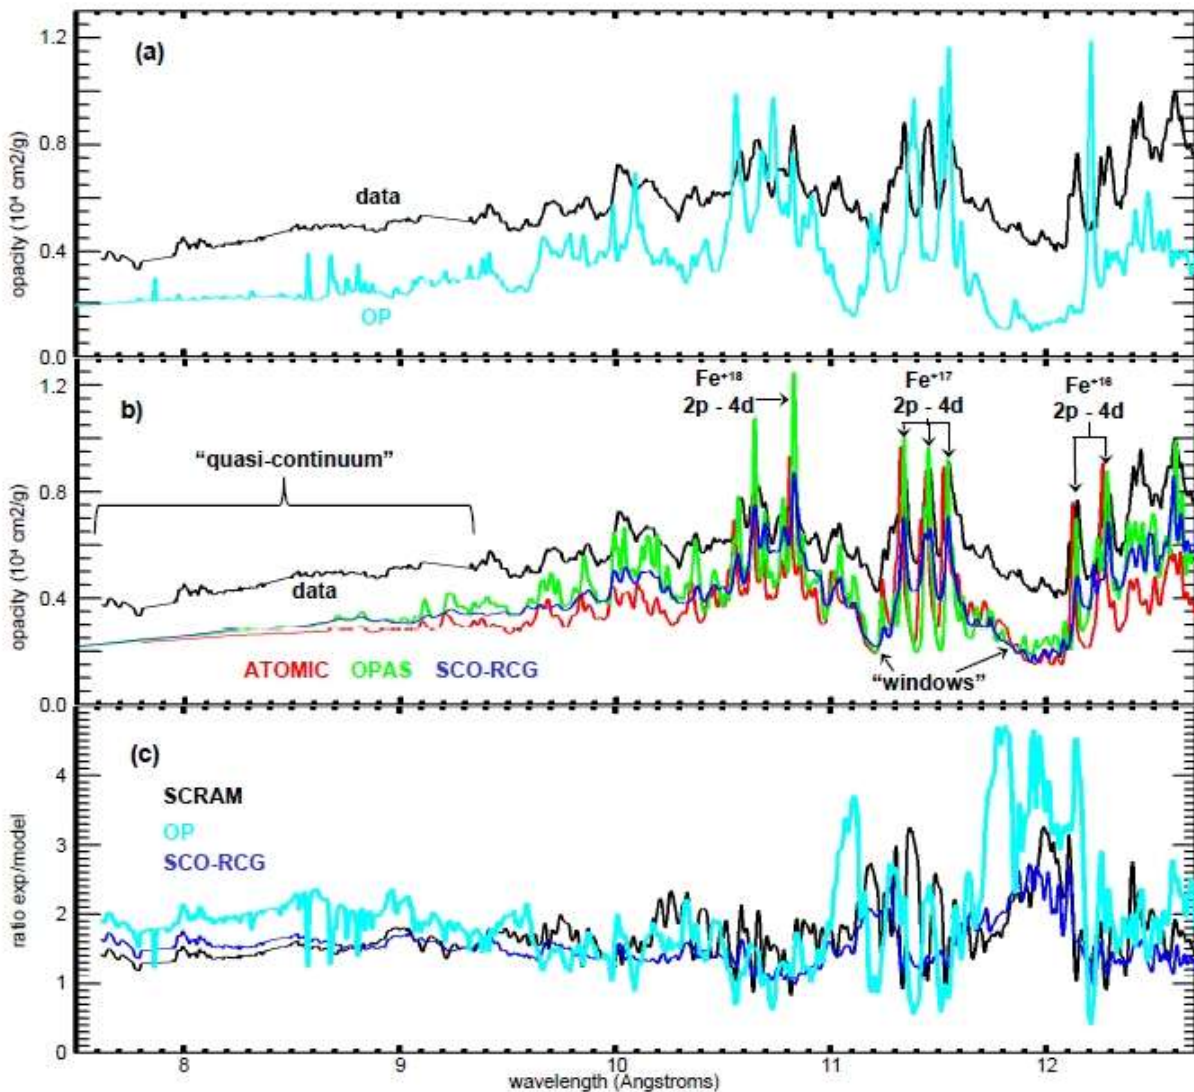 (a)
1.2
0.8
0.4
0.0
opacity (10⁴ cm2/g)
data
OP
b)
1.2
0.8
0.4
0.0
opacity (10⁴ cm2/g)
Fe⁺¹⁸
2p - 4d
Fe⁺¹⁷
2p - 4d
Fe⁺¹⁶
2p - 4d
“quasi-continuum”
data
ATOMIC OPAS SCO-RCG
“windows”
(c)
4
3
2
1
0
ratio exp/model
SCRAM
OP
SCO-RCG
8 9 10 11 12
wavelength (Angstroms)